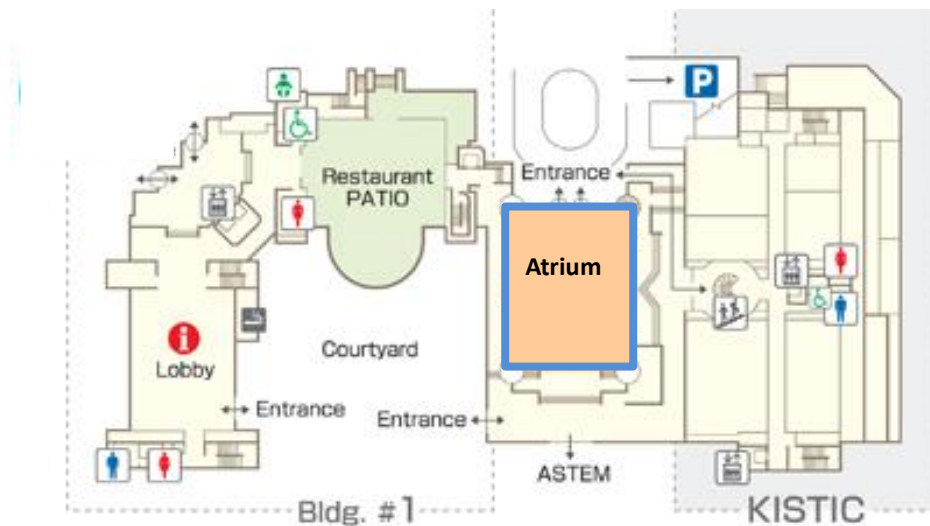 P
Entrance
Restaurant
PATIO
Atrium
i
Lobby
Courtyard
Entrance
Entrance
ASTEM
Bldg. #1
KISTIC